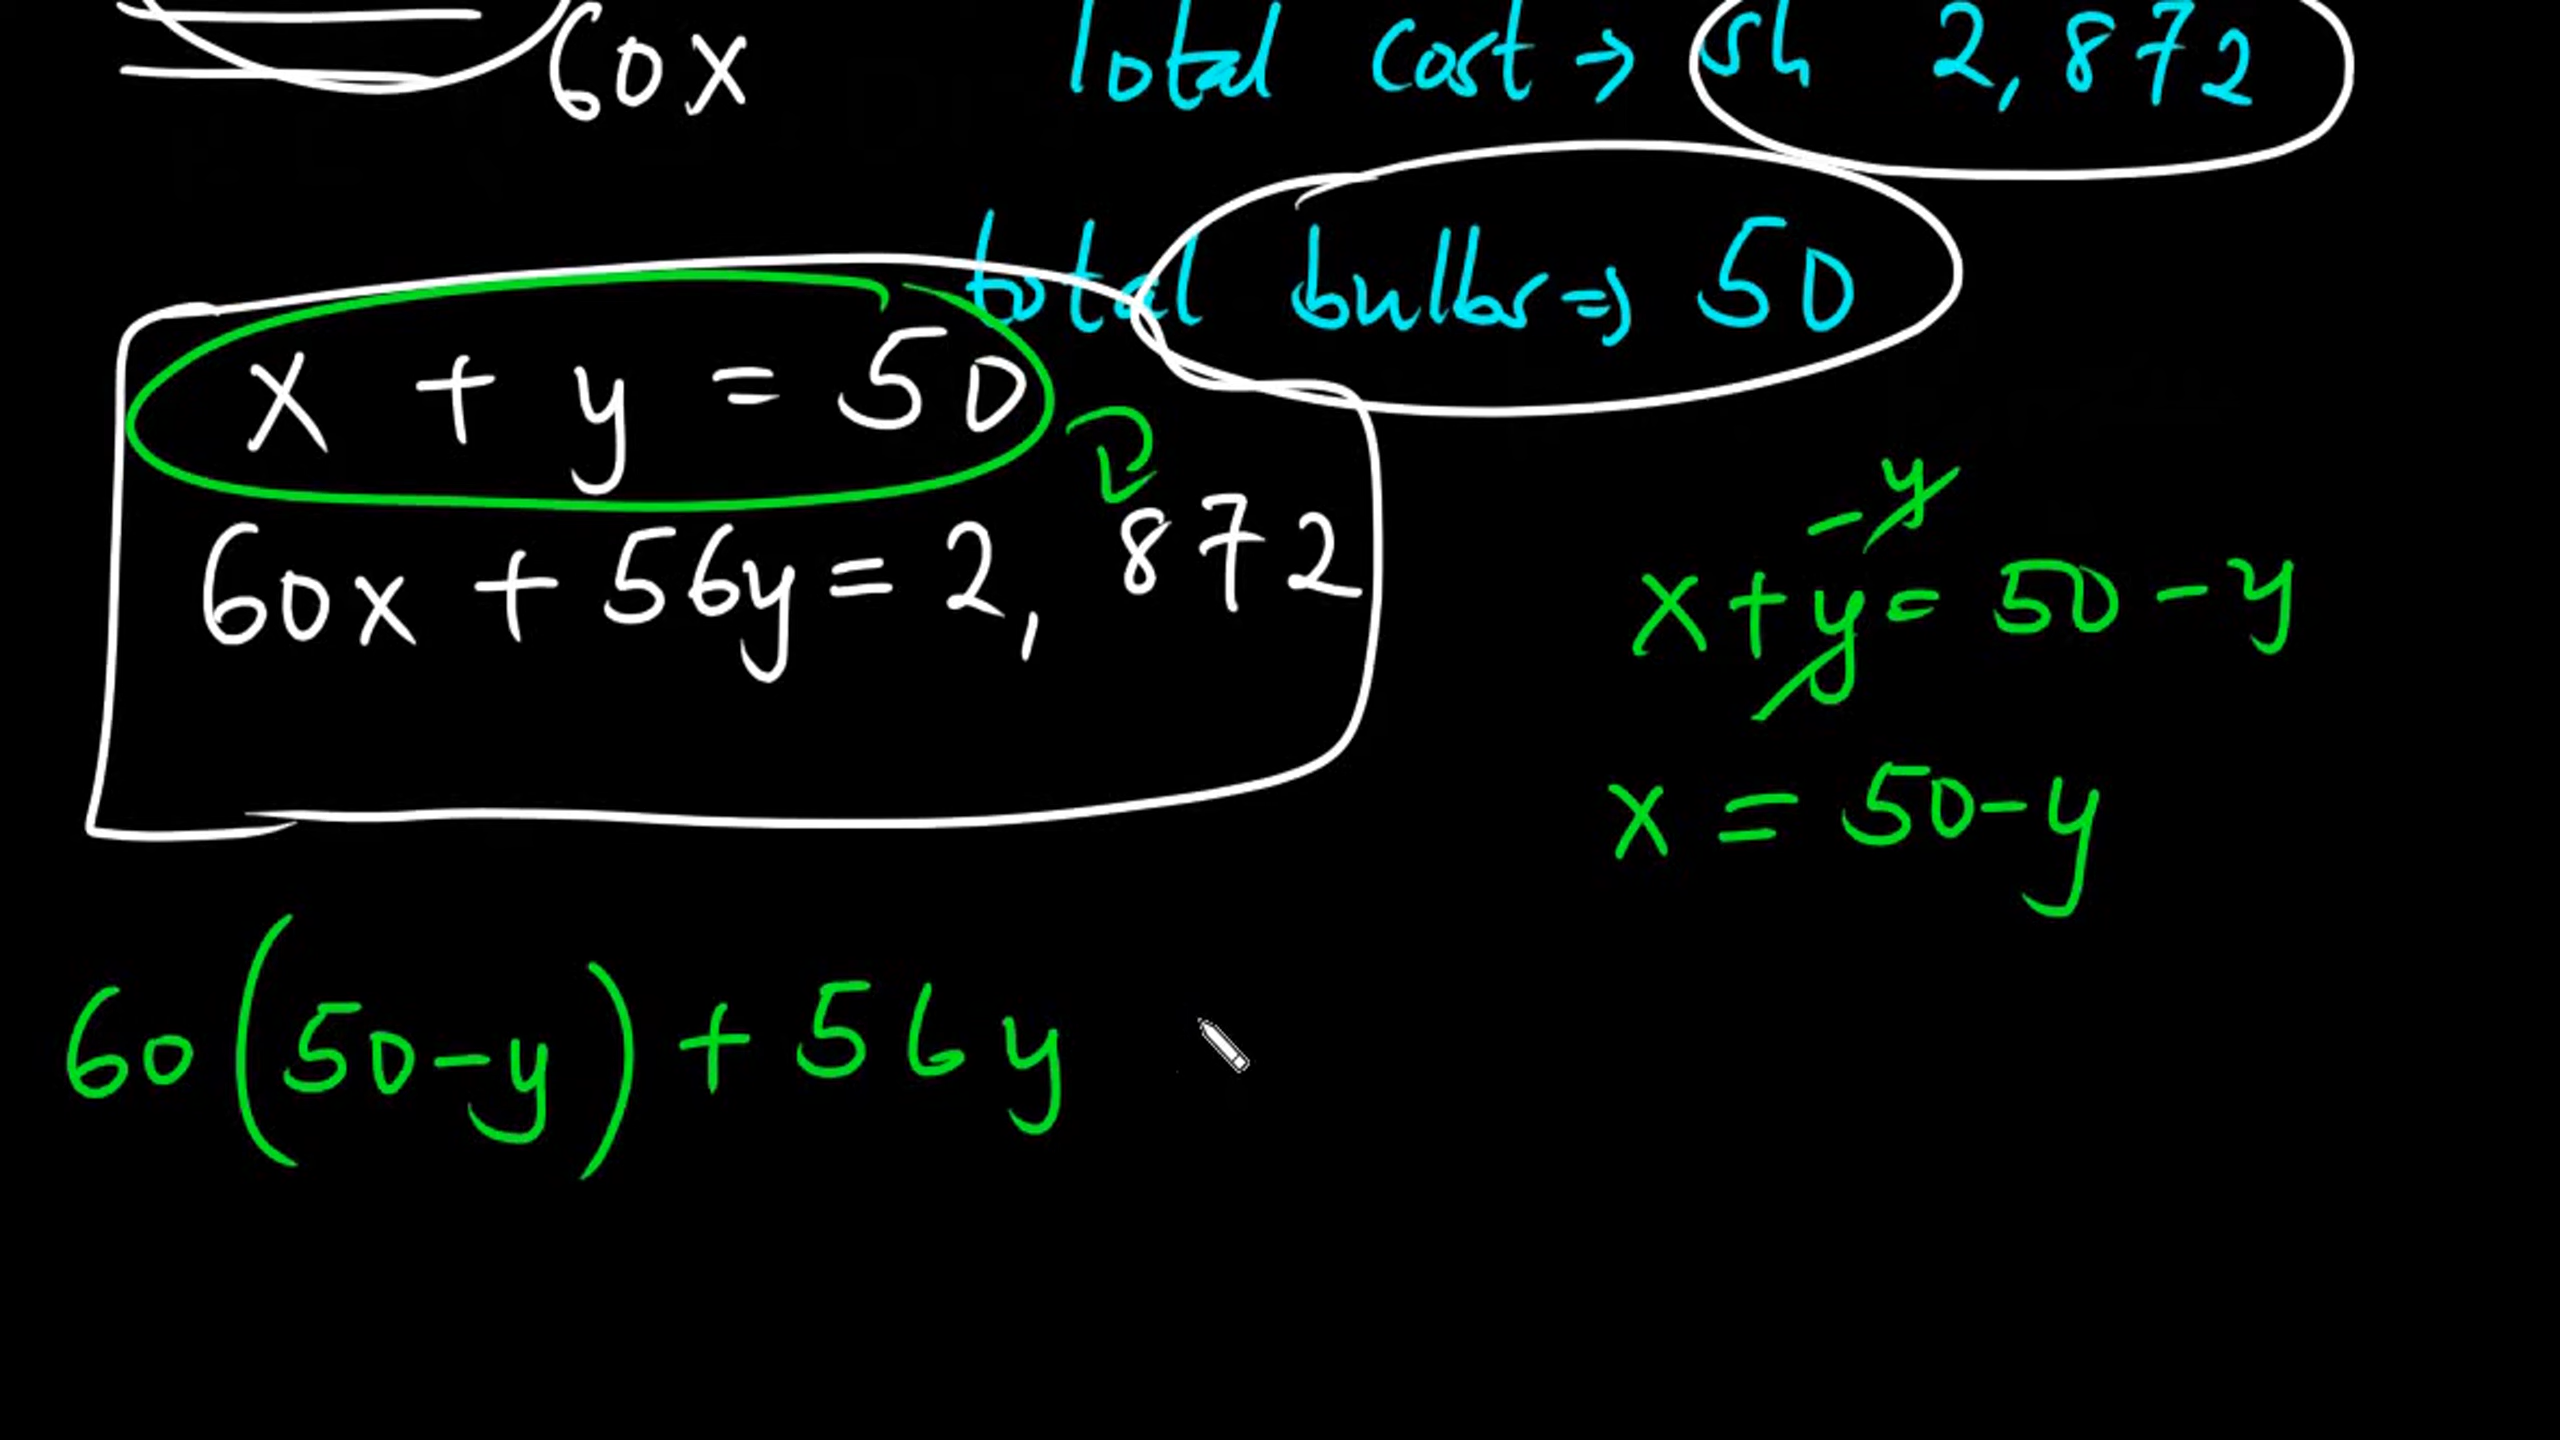 60x
Total cost → sh 2,872
total bulbs ⇒ 50
x + y = 50
60x + 56y = 2,872
-y
x+y = 50-y
x = 50-y
60(50-y) + 56y